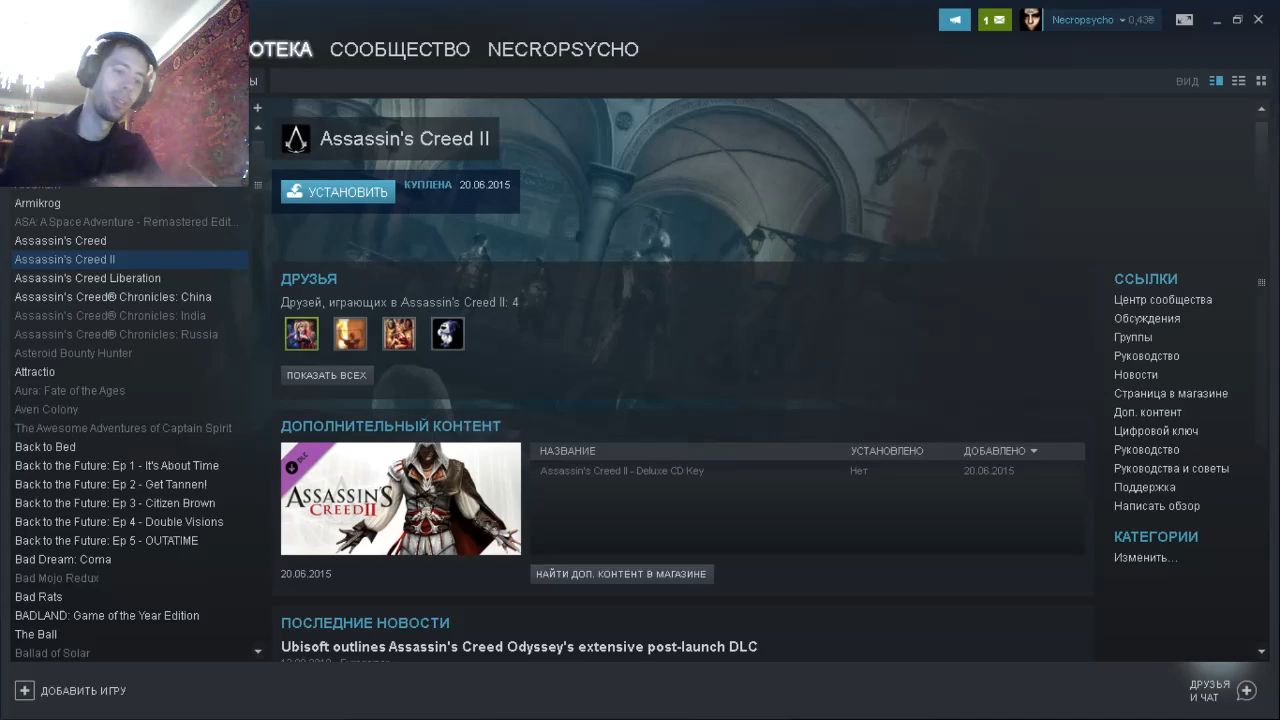 1
Necropsycho
0,43₴
ОТЕКА СООБЩЕСТВО NECROPSYCHO
Ы
ВИД
Assassin's Creed II
УСТАНОВИТЬ
КУПЛЕНА 20.06.2015
Armikrog
ASA: A Space Adventure - Remastered Edit...
Assassin's Creed
Assassin's Creed II
Assassin's Creed Liberation
Assassin's Creed® Chronicles: China
Assassin's Creed® Chronicles: India
Assassin's Creed® Chronicles: Russia
Asteroid Bounty Hunter
Attractio
Aura: Fate of the Ages
Aven Colony
The Awesome Adventures of Captain Spirit
Back to Bed
Back to the Future: Ep 1 - It's About Time
Back to the Future: Ep 2 - Get Tannen!
Back to the Future: Ep 3 - Citizen Brown
Back to the Future: Ep 4 - Double Visions
Back to the Future: Ep 5 - OUTATIME
Bad Dream: Coma
Bad Mojo Redux
Bad Rats
BADLAND: Game of the Year Edition
The Ball
Ballad of Solar
ДРУЗЬЯ
Друзей, играющих в Assassin's Creed II: 4
ПОКАЗАТЬ ВСЕХ
ДОПОЛНИТЕЛЬНЫЙ КОНТЕНТ
DLC
ASSASSIN'S
CREED II
20.06.2015
НАЗВАНИЕ УСТАНОВЛЕНО ДОБАВЛЕНО
Assassin's Creed II - Deluxe CD Key Нет 20.06.2015
НАЙТИ ДОП. КОНТЕНТ В МАГАЗИНЕ
ПОСЛЕДНИЕ НОВОСТИ
Ubisoft outlines Assassin's Creed Odyssey's extensive post-launch DLC
ССЫЛКИ
Центр сообщества
Обсуждения
Группы
Руководство
Новости
Страница в магазине
Доп. контент
Цифровой ключ
Руководство
Руководства и советы
Поддержка
Написать обзор
КАТЕГОРИИ
Изменить...
ДОБАВИТЬ ИГРУ
ДРУЗЬЯ
И ЧАТ